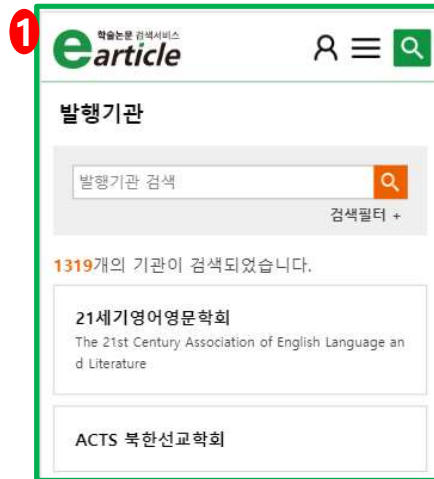 1
학술논문 검색서비스
earticle
발행기관
발행기관 검색
검색필터 +
1319개의 기관이 검색되었습니다.
21세기영어영문학회
The 21st Century Association of English Language an
d Literature
ACTS 북한선교학회